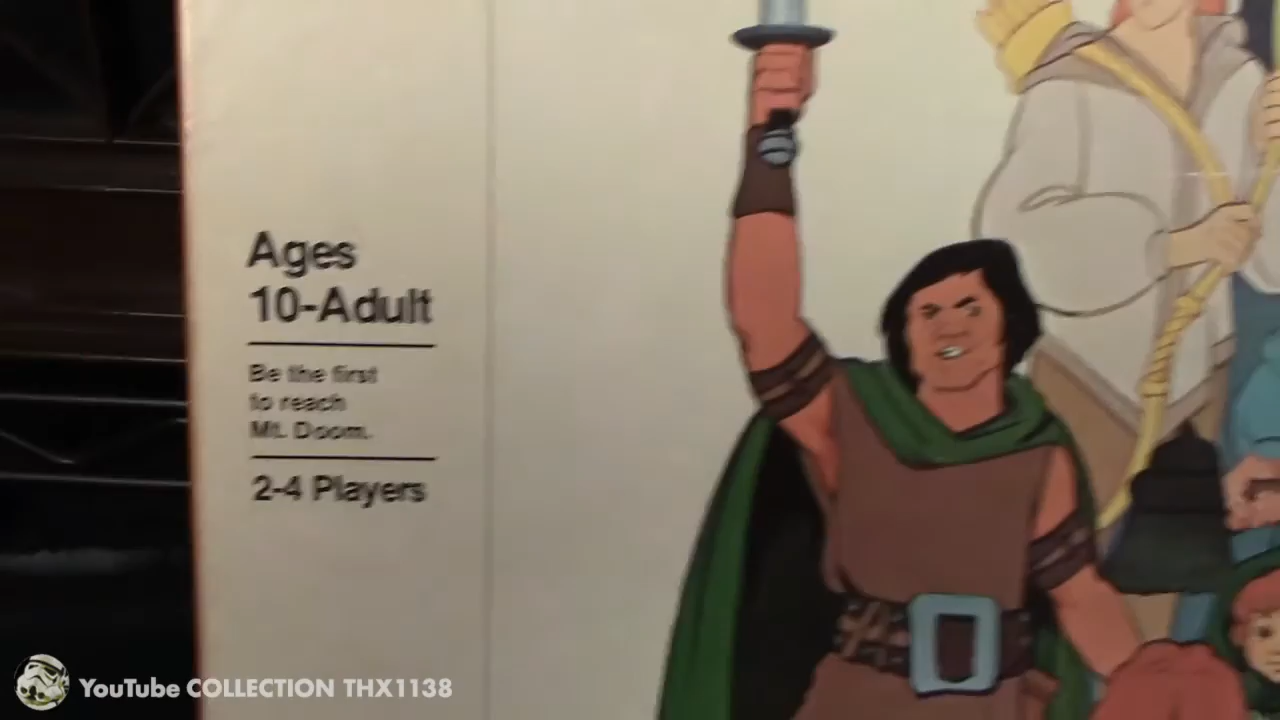 Ages
10-Adult
Be the first
to reach
Mt. Doom.
2-4 Players
YouTube COLLECTION THX1138